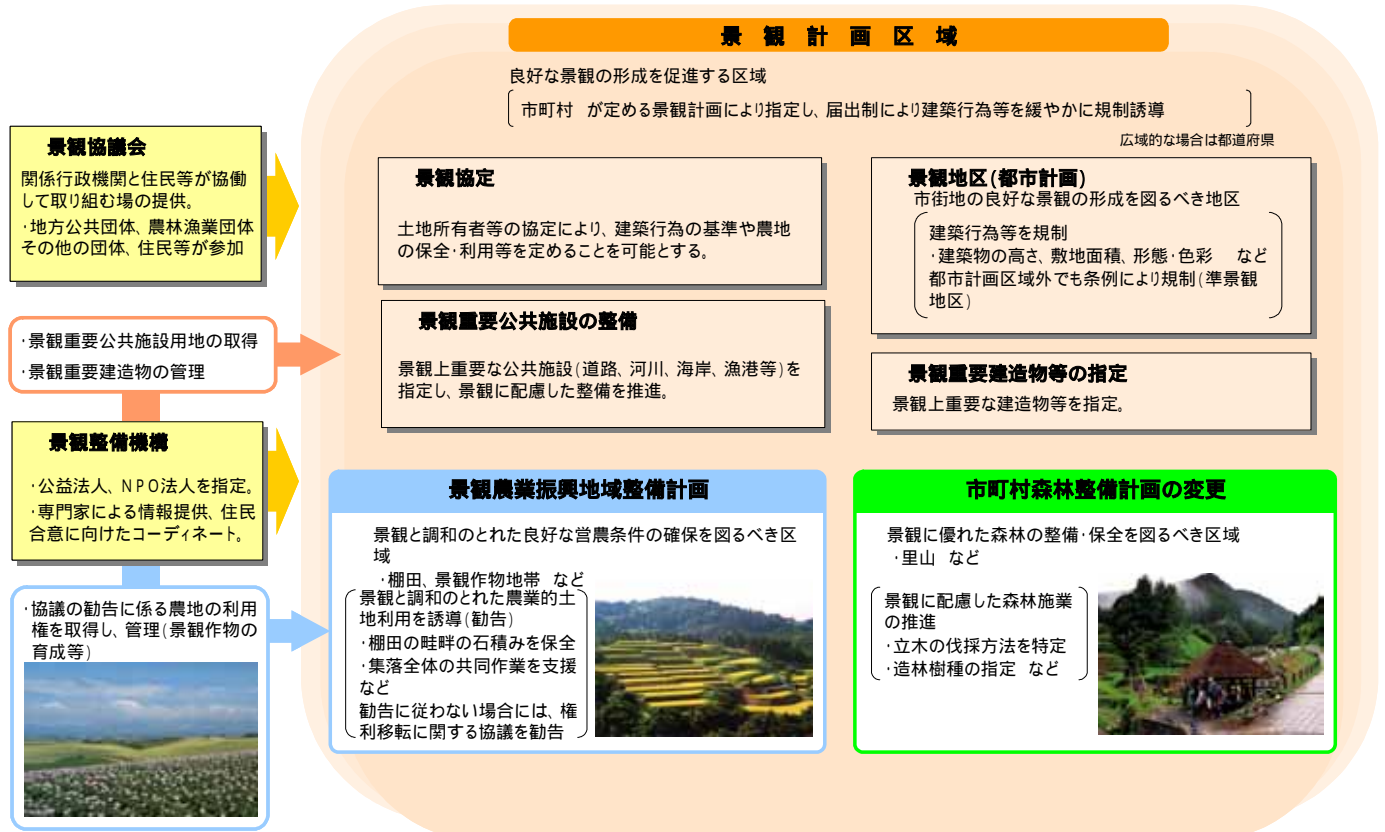 景観計画区域
良好な景観の形成を促進する区域
市町村 が定める景観計画により指定し、届出制により建築行為等を緩やかに規制誘導
広域的な場合は都道府県
景観協議会
関係行政機関と住民等が協働
して取り組む場の提供。
・地方公共団体、農林漁業団体
その他の団体、住民等が参加
景観協定
土地所有者等の協定により、建築行為の基準や農地
の保全・利用等を定めることを可能とする。
景観地区(都市計画)
市街地の良好な景観の形成を図るべき地区
建築行為等を規制
・建築物の高さ、敷地面積、形態・色彩 など
都市計画区域外でも条例により規制(準景観
地区)
・景観重要公共施設用地の取得
・景観重要建造物の管理
景観重要公共施設の整備
景観上重要な公共施設(道路、河川、海岸、漁港等)を
指定し、景観に配慮した整備を推進。
景観重要建造物等の指定
景観上重要な建造物等を指定。
景観整備機構
・公益法人、NPO法人を指定。
・専門家による情報提供、住民
合意に向けたコーディネート。
・協議の勧告に係る農地の利用
権を取得し、管理(景観作物の
育成等)
景観農業振興地域整備計画
景観と調和のとれた良好な営農条件の確保を図るべき区
域
・棚田、景観作物地帯 など
景観と調和のとれた農業的土
地利用を誘導(勧告)
・棚田の畦畔の石積みを保全
・集落全体の共同作業を支援
など
勧告に従わない場合には、権
利移転に関する協議を勧告
市町村森林整備計画の変更
景観に優れた森林の整備・保全を図るべき区域
・里山 など
景観に配慮した森林施業
の推進
・立木の伐採方法を特定
・造林樹種の指定 など